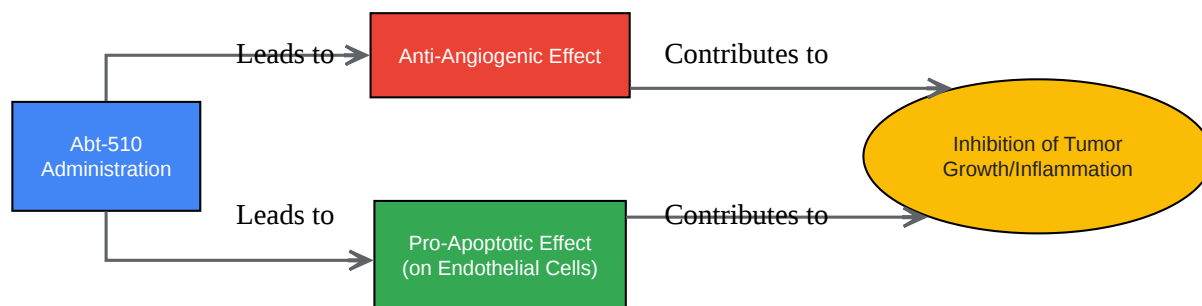 Leads to
Anti-Angiogenic Effect
Contributes to
Abt-510
Administration
Inhibition of Tumor
Growth/Inflammation
Leads to
Pro-Apoptotic Effect
(on Endothelial Cells)
Contributes to